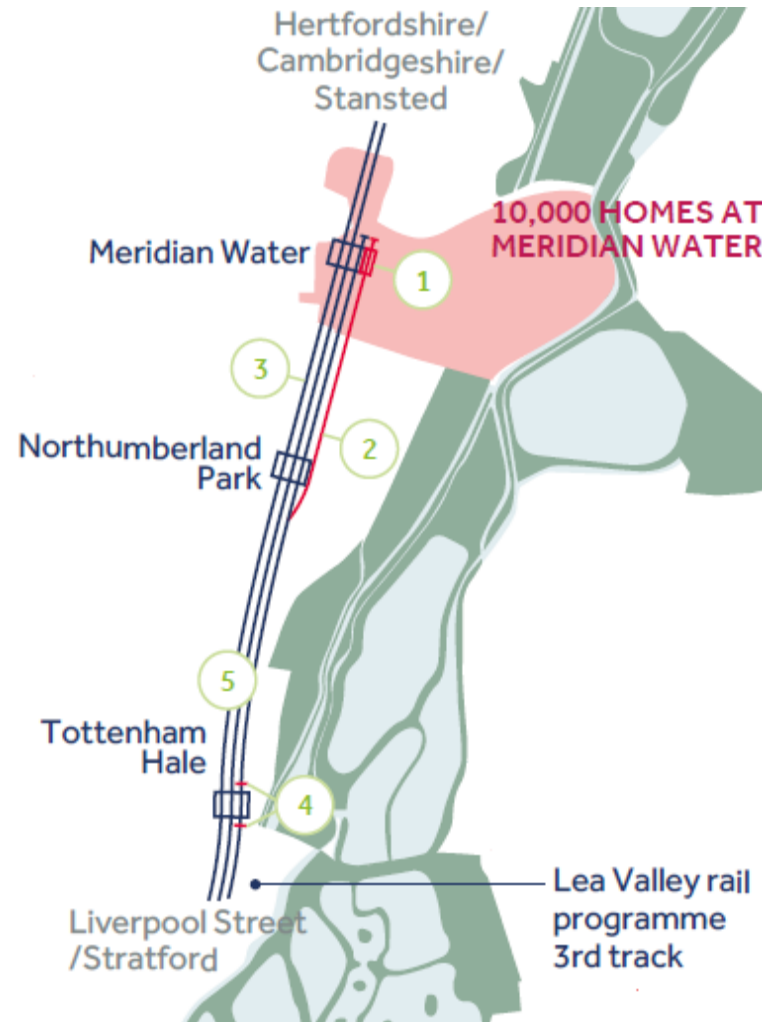 Hertfordshire/
Cambridgeshire/
Stansted
10,000 HOMES AT
MERIDIAN WATER
Meridian Water
1
3
2
Northumberland
Park
5
Tottenham
Hale
4
Lea Valley rail
programme
3rd track
Liverpool Street
/Stratford